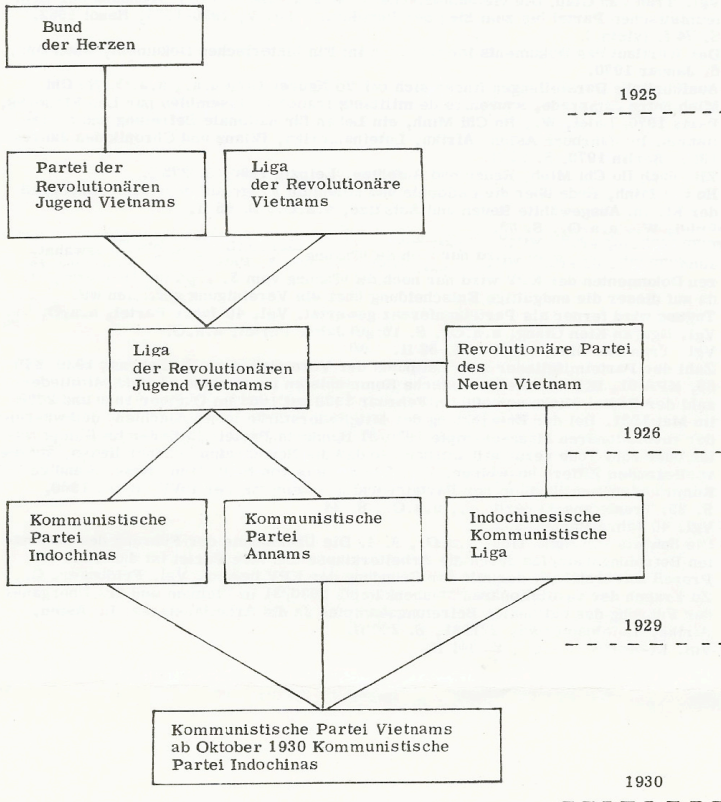 Bund
der Herzen
1925
Partei der
Revolutionären
Jugend Vietnams
Liga
der Revolutionäre
Vietnams
Liga
der Revolutionären
Jugend Vietnams
Revolutionäre Partei
des
Neuen Vietnam
1926
Kommunistische
Partei
Indochinas
Kommunistische
Partei
Annams
Indochinesische
Kommunistische
Liga
1929
Kommunistische Partei Vietnams
ab Oktober 1930 Kommunistische
Partei Indochinas
1930